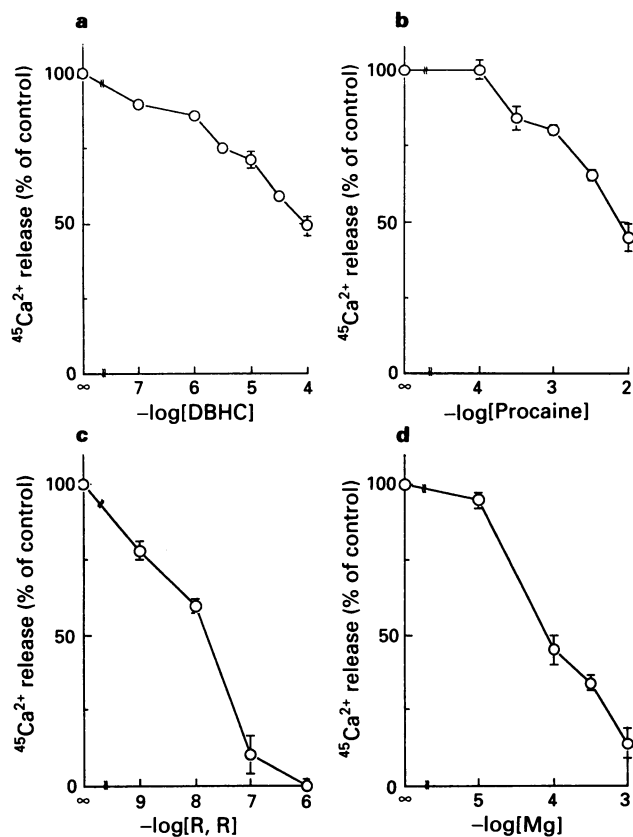 a
⁴⁵Ca²⁺ release (% of control)
100
50
0
∞ 7 6 5 4
−log[DBHC]
b
⁴⁵Ca²⁺ release (% of control)
100
50
0
∞ 4 3 2
−log[Procaine]
c
⁴⁵Ca²⁺ release (% of control)
100
50
0
∞ 9 8 7 6
−log[R, R]
d
⁴⁵Ca²⁺ release (% of control)
100
50
0
∞ 5 4 3
−log[Mg]